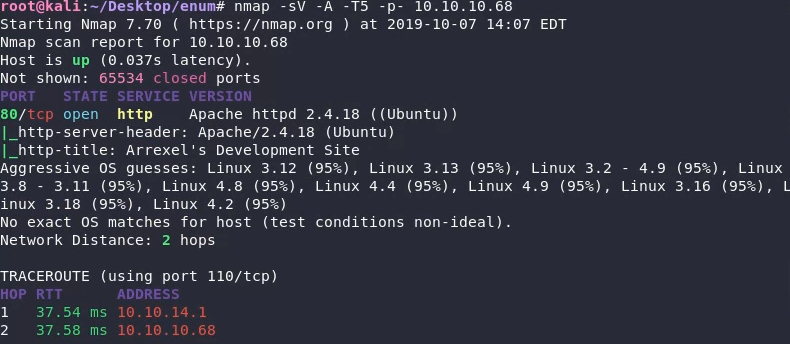 root@kali:~/Desktop/enum# nmap -sV -A -T5 -p- 10.10.10.68
Starting Nmap 7.70 ( https://nmap.org ) at 2019-10-07 14:07 EDT
Nmap scan report for 10.10.10.68
Host is up (0.037s latency).
Not shown: 65534 closed ports
PORT   STATE SERVICE VERSION
80/tcp open  http    Apache httpd 2.4.18 ((Ubuntu))
|_http-server-header: Apache/2.4.18 (Ubuntu)
|_http-title: Arrexel's Development Site
Aggressive OS guesses: Linux 3.12 (95%), Linux 3.13 (95%), Linux 3.2 - 4.9 (95%), Linux
3.8 - 3.11 (95%), Linux 4.8 (95%), Linux 4.4 (95%), Linux 4.9 (95%), Linux 3.16 (95%), L
inux 3.18 (95%), Linux 4.2 (95%)
No exact OS matches for host (test conditions non-ideal).
Network Distance: 2 hops
TRACEROUTE (using port 110/tcp)
HOP RTT      ADDRESS
1   37.54 ms 10.10.14.1
2   37.58 ms 10.10.10.68